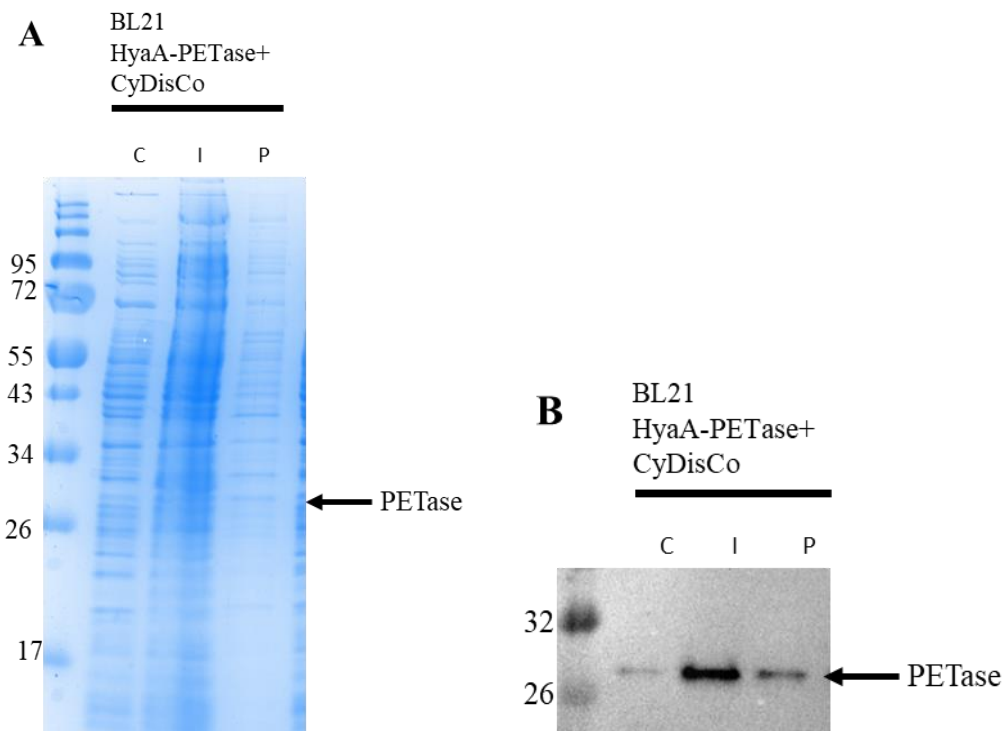 A
BL21
HyaA-PETase+
CyDisCo
C I P
95
72
55
43
34
26
17
PETase
B
BL21
HyaA-PETase+
CyDisCo
C I P
32
26
PETase